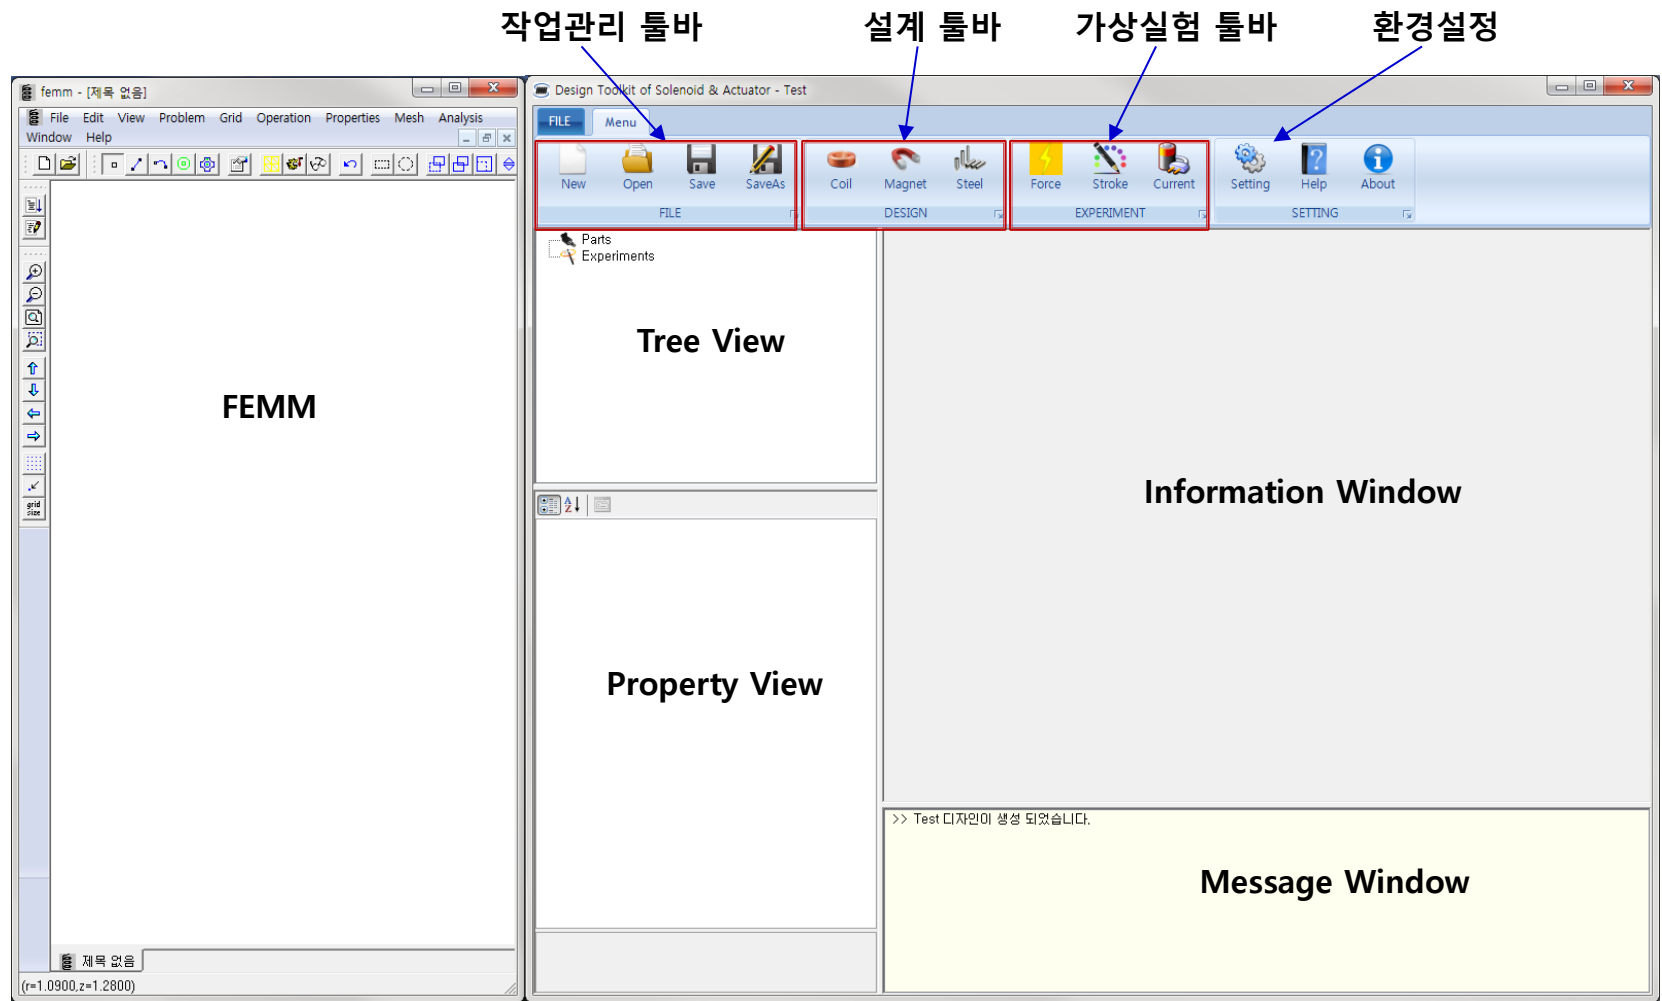 작업관리 툴바
설계 툴바
가상실험 툴바
환경설정
femm - [제목 없음]
File Edit View Problem Grid Operation Properties Mesh Analysis
Window Help
grid
size
FEMM
제목 없음
(r=1.0900,z=1.2800)
Design Toolkit of Solenoid & Actuator - Test
FILE Menu
New Open Save SaveAs
FILE
Coil Magnet Steel
DESIGN
Force Stroke Current
EXPERIMENT
Setting Help About
SETTING
Parts
Experiments
Tree View
Property View
Information Window
>> Test 디자인이 생성 되었습니다.
Message Window